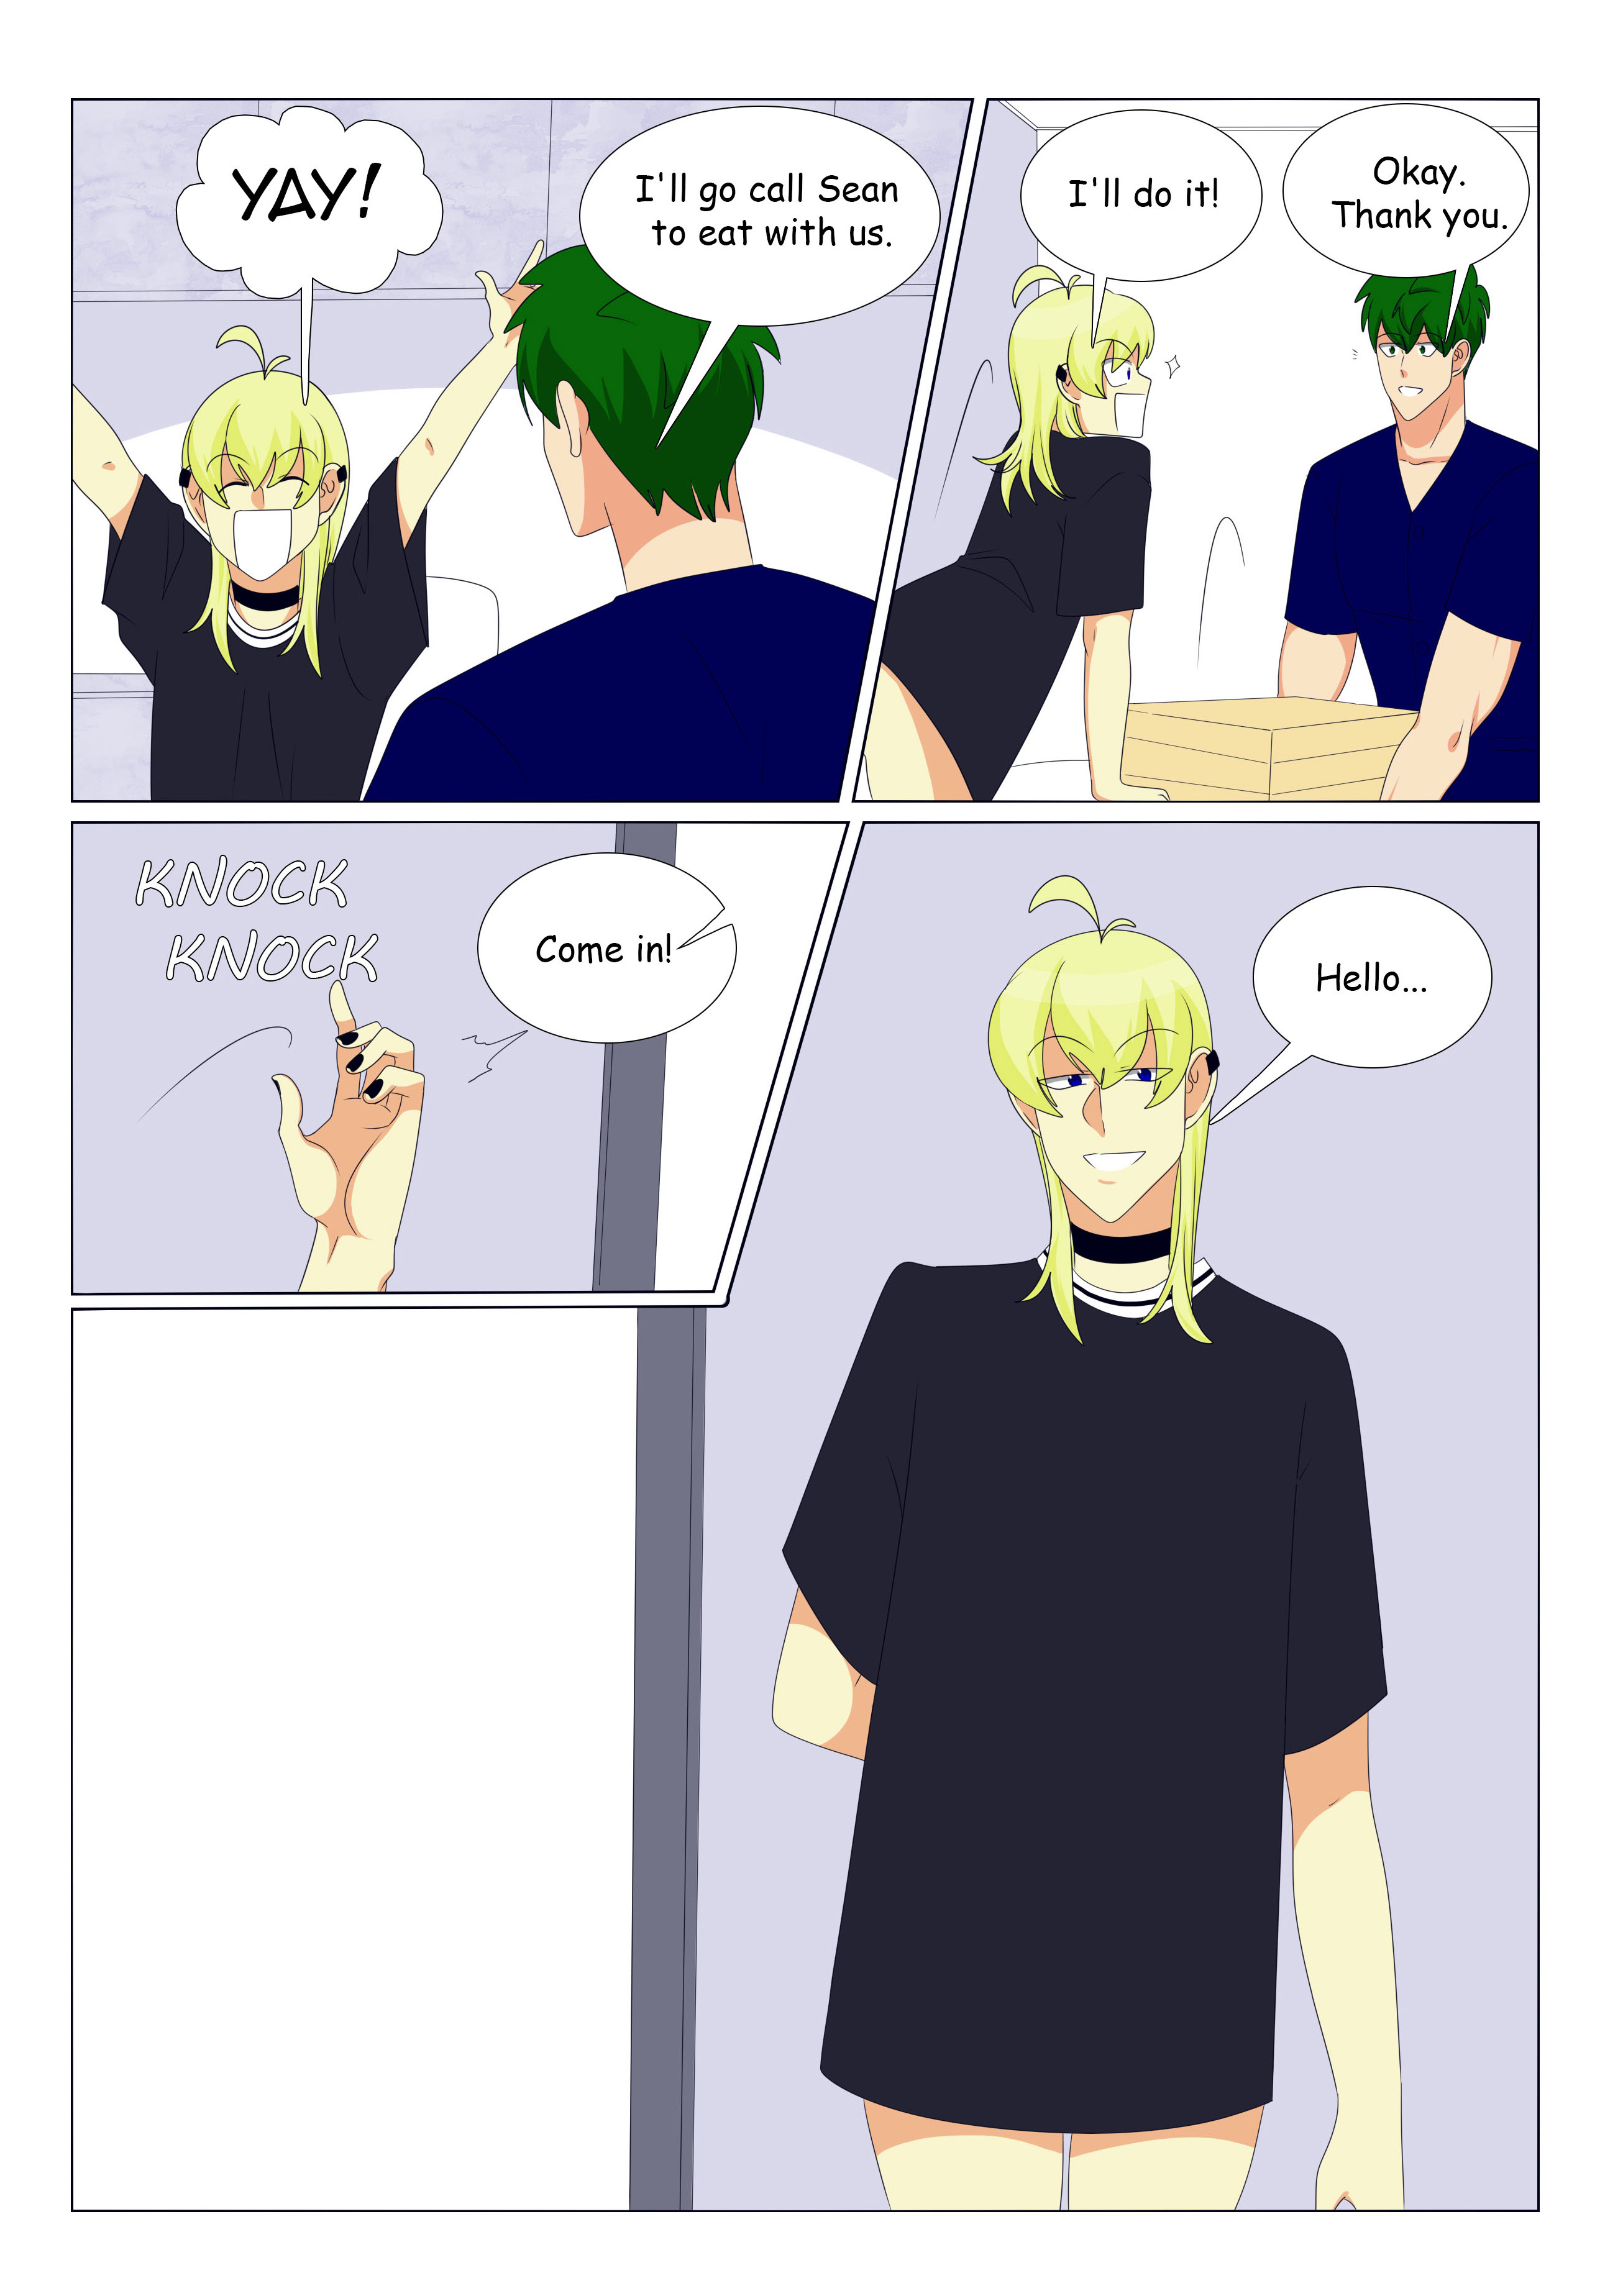 YAY!
I'll go call Sean
to eat with us.
I'll do it!
Okay.
Thank you.
KNOCK
KNOCK
Come in!
Hello...